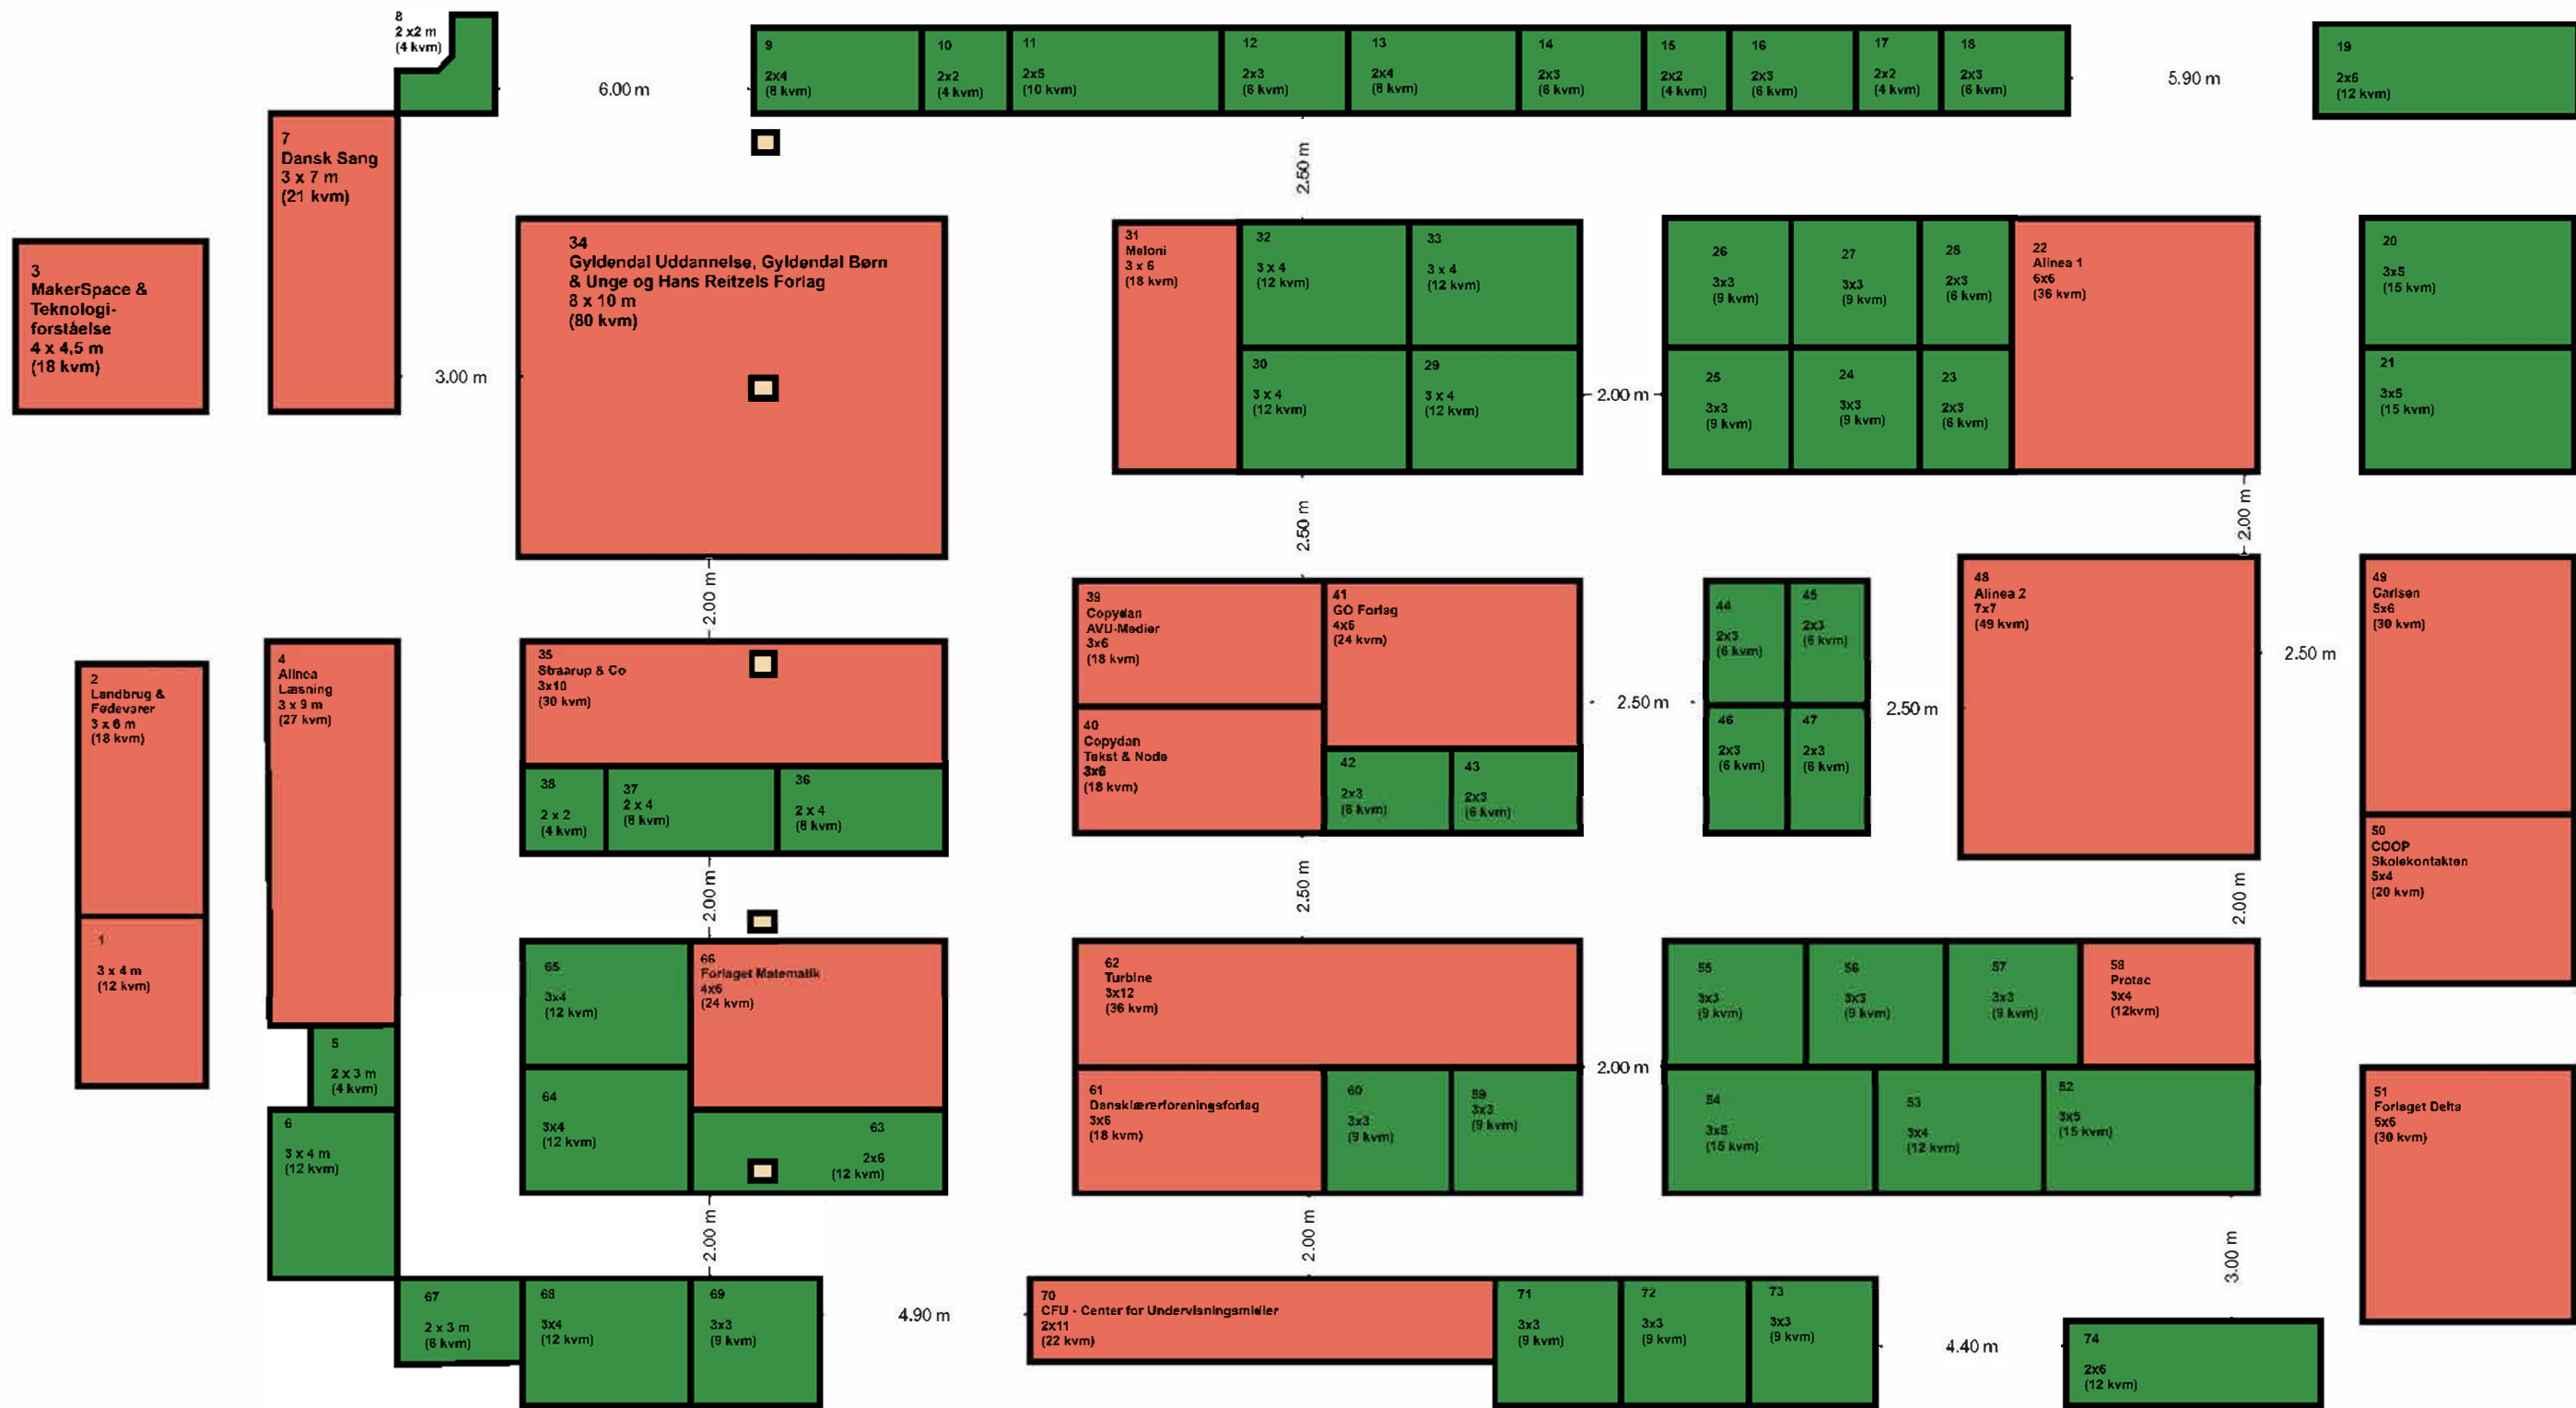 8
2 x2 m
(4 kvm)
6.00 m
9
2x4
(8 kvm)
10
2x2
(4 kvm)
11
2x5
(10 kvm)
12
2x3
(6 kvm)
13
2x4
(8 kvm)
14
2x3
(6 kvm)
15
2x2
(4 kvm)
16
2x3
(6 kvm)
17
2x2
(4 kvm)
18
2x3
(6 kvm)
5.90 m
19
2x6
(12 kvm)
7
Dansk Sang
3 x 7 m
(21 kvm)
2.50 m
3
MakerSpace &
Teknologi-
forståelse
4 x 4,5 m
(18 kvm)
3.00 m
34
Gyldendal Uddannelse, Gyldendal Børn
& Unge og Hans Reitzels Forlag
8 x 10 m
(80 kvm)
31
Meloni
3 x 6
(18 kvm)
32
3 x 4
(12 kvm)
33
3 x 4
(12 kvm)
30
3 x 4
(12 kvm)
29
3 x 4
(12 kvm)
2.00 m
26
3x3
(9 kvm)
27
3x3
(9 kvm)
28
2x3
(6 kvm)
22
Alinea 1
6x6
(36 kvm)
25
3x3
(9 kvm)
24
3x3
(9 kvm)
23
2x3
(6 kvm)
20
3x5
(15 kvm)
21
3x5
(15 kvm)
2.00 m
2.50 m
2.00 m
2
Landbrug &
Fødevarer
3 x 6 m
(18 kvm)
1
3 x 4 m
(12 kvm)
4
Alinea
Læsning
3 x 9 m
(27 kvm)
35
Straarup & Co
3x10
(30 kvm)
38
2 x 2
(4 kvm)
37
2 x 4
(8 kvm)
36
2 x 4
(8 kvm)
39
Copydan
AVU-Medier
3x6
(18 kvm)
41
GO Forlag
4x6
(24 kvm)
40
Copydan
Tekst & Node
3x6
(18 kvm)
42
2x3
(6 kvm)
43
2x3
(6 kvm)
2.50 m
44
2x3
(6 kvm)
45
2x3
(6 kvm)
46
2x3
(6 kvm)
47
2x3
(6 kvm)
2.50 m
48
Alinea 2
7x7
(49 kvm)
2.50 m
49
Carlsen
5x6
(30 kvm)
50
COOP
Skolekontakten
5x4
(20 kvm)
2.00 m
2.50 m
2.00 m
5
2 x 3 m
(4 kvm)
6
3 x 4 m
(12 kvm)
65
3x4
(12 kvm)
66
Forlaget Matematik
4x6
(24 kvm)
64
3x4
(12 kvm)
63
2x6
(12 kvm)
62
Turbine
3x12
(36 kvm)
61
Dansklærerforeningsforlag
3x6
(18 kvm)
60
3x3
(9 kvm)
59
3x3
(9 kvm)
2.00 m
55
3x3
(9 kvm)
56
3x3
(9 kvm)
57
3x3
(9 kvm)
58
Protac
3x4
(12kvm)
54
3x5
(15 kvm)
53
3x4
(12 kvm)
52
3x5
(15 kvm)
51
Forlaget Delta
5x6
(30 kvm)
2.00 m
2.00 m
3.00 m
67
2 x 3 m
(6 kvm)
68
3x4
(12 kvm)
69
3x3
(9 kvm)
4.90 m
70
CFU - Center for Undervisningsmidler
2x11
(22 kvm)
71
3x3
(9 kvm)
72
3x3
(9 kvm)
73
3x3
(9 kvm)
4.40 m
74
2x6
(12 kvm)